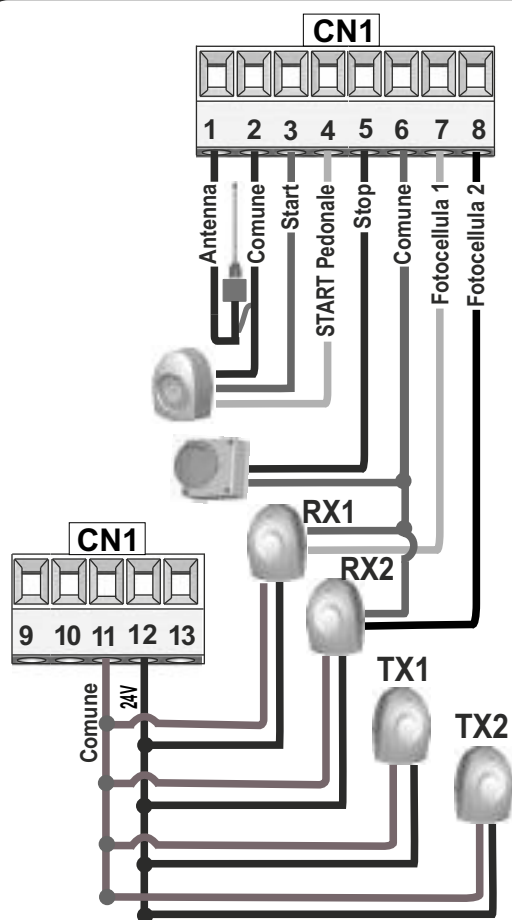 CN1
1 2 3 4 5 6 7 8
Antenna
Comune
Start
START Pedonale
Stop
Comune
Fotocellula 1
Fotocellula 2
RX1
CN1
RX2
9 10 11 12 13
TX1
Comune
24V
TX2